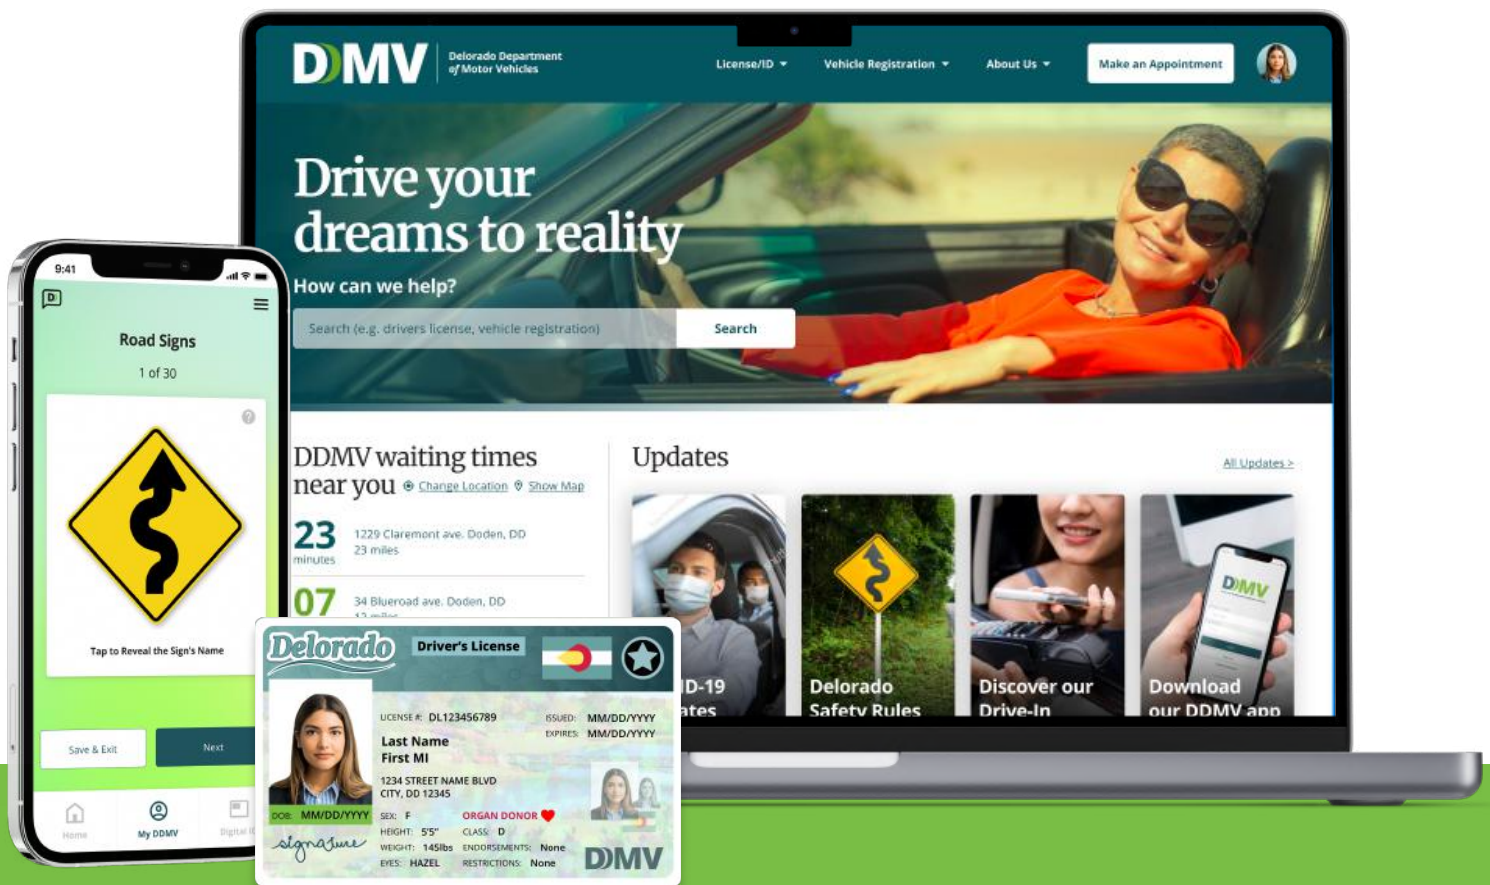 DDMV
Delorado Department
of Motor Vehicles
License/ID
Vehicle Registration
About Us
Make an Appointment
Drive your
dreams to reality
How can we help?
Search (e.g. drivers license, vehicle registration)
Search
DDMV waiting times
near you
Change Location
Show Map
23
minutes
1229 Claremont ave. Doden, DD
23 miles
07
34 Blueroad ave. Doden, DD
Updates
All Updates >
Delorado
Safety Rules
Discover our
Drive-In
Download
our DDMV app
DDMV
9:41
D
Road Signs
1 of 30
?
Tap to Reveal the Sign's Name
Save & Exit
Next
Home
My DDMV
Digital
Delorado
Driver's License
LICENSE #: DL123456789
ISSUED: MM/DD/YYYY
EXPIRES: MM/DD/YYYY
Last Name
First MI
1234 STREET NAME BLVD
CITY, DD 12345
DOB: MM/DD/YYYY
SEX: F
ORGAN DONOR
HEIGHT: 5'5"
CLASS: D
WEIGHT: 145lbs
ENDORSEMENTS: None
EYES: HAZEL
RESTRICTIONS: None
signature
DDMV